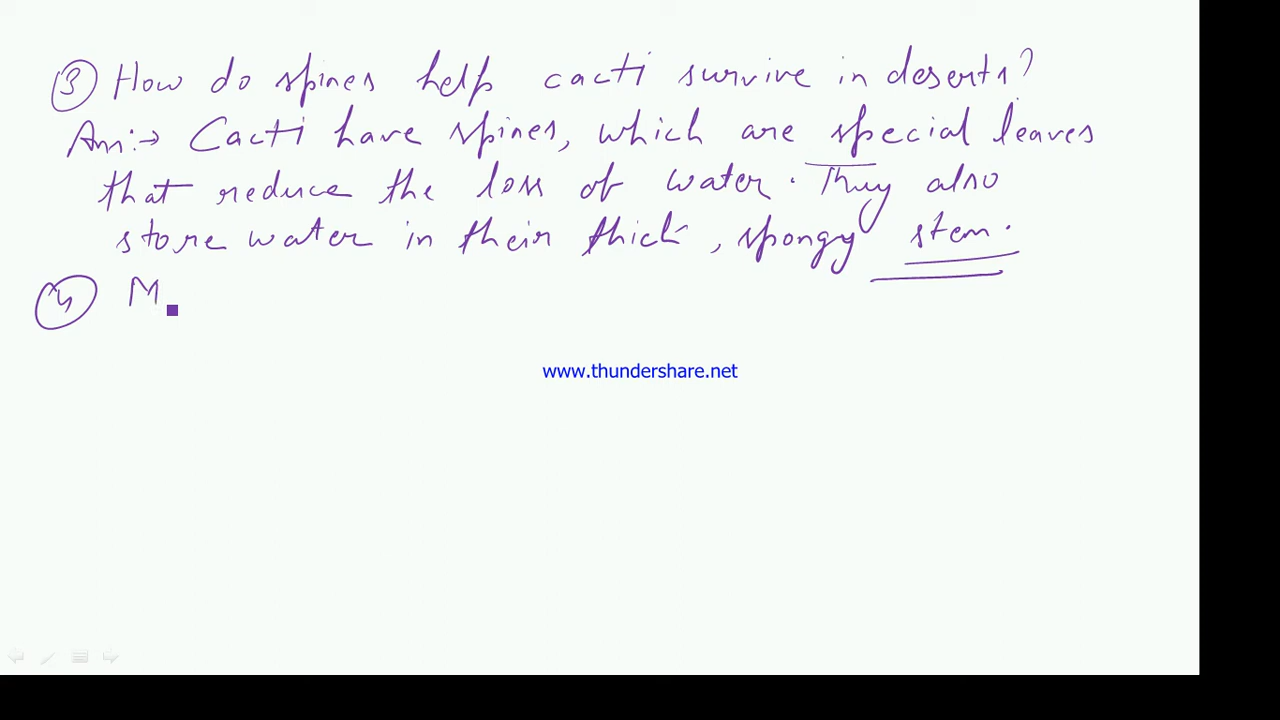 ③ How do spines help cacti survive in deserts?
Ans:→ Cacti have spines, which are special leaves
that reduce the loss of water. They also
store water in their thick, spongy stem.
④ M
www.thundershare.net